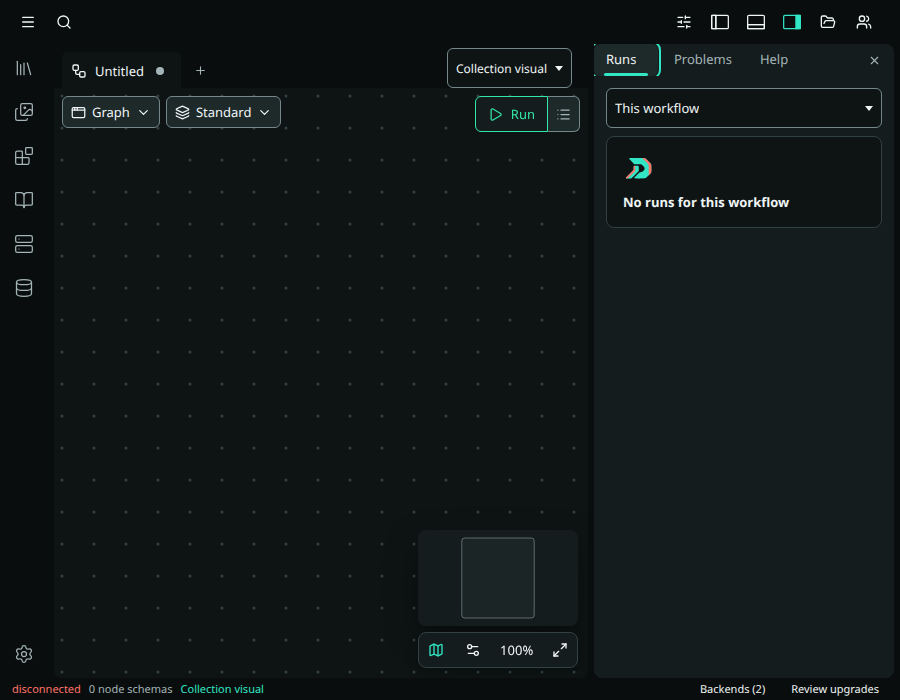 Untitled
Collection visual
Runs
Problems
Help
Graph
Standard
Run
This workflow
No runs for this workflow
100%
disconnected
0 node schemas
Collection visual
Backends (2)
Review upgrades